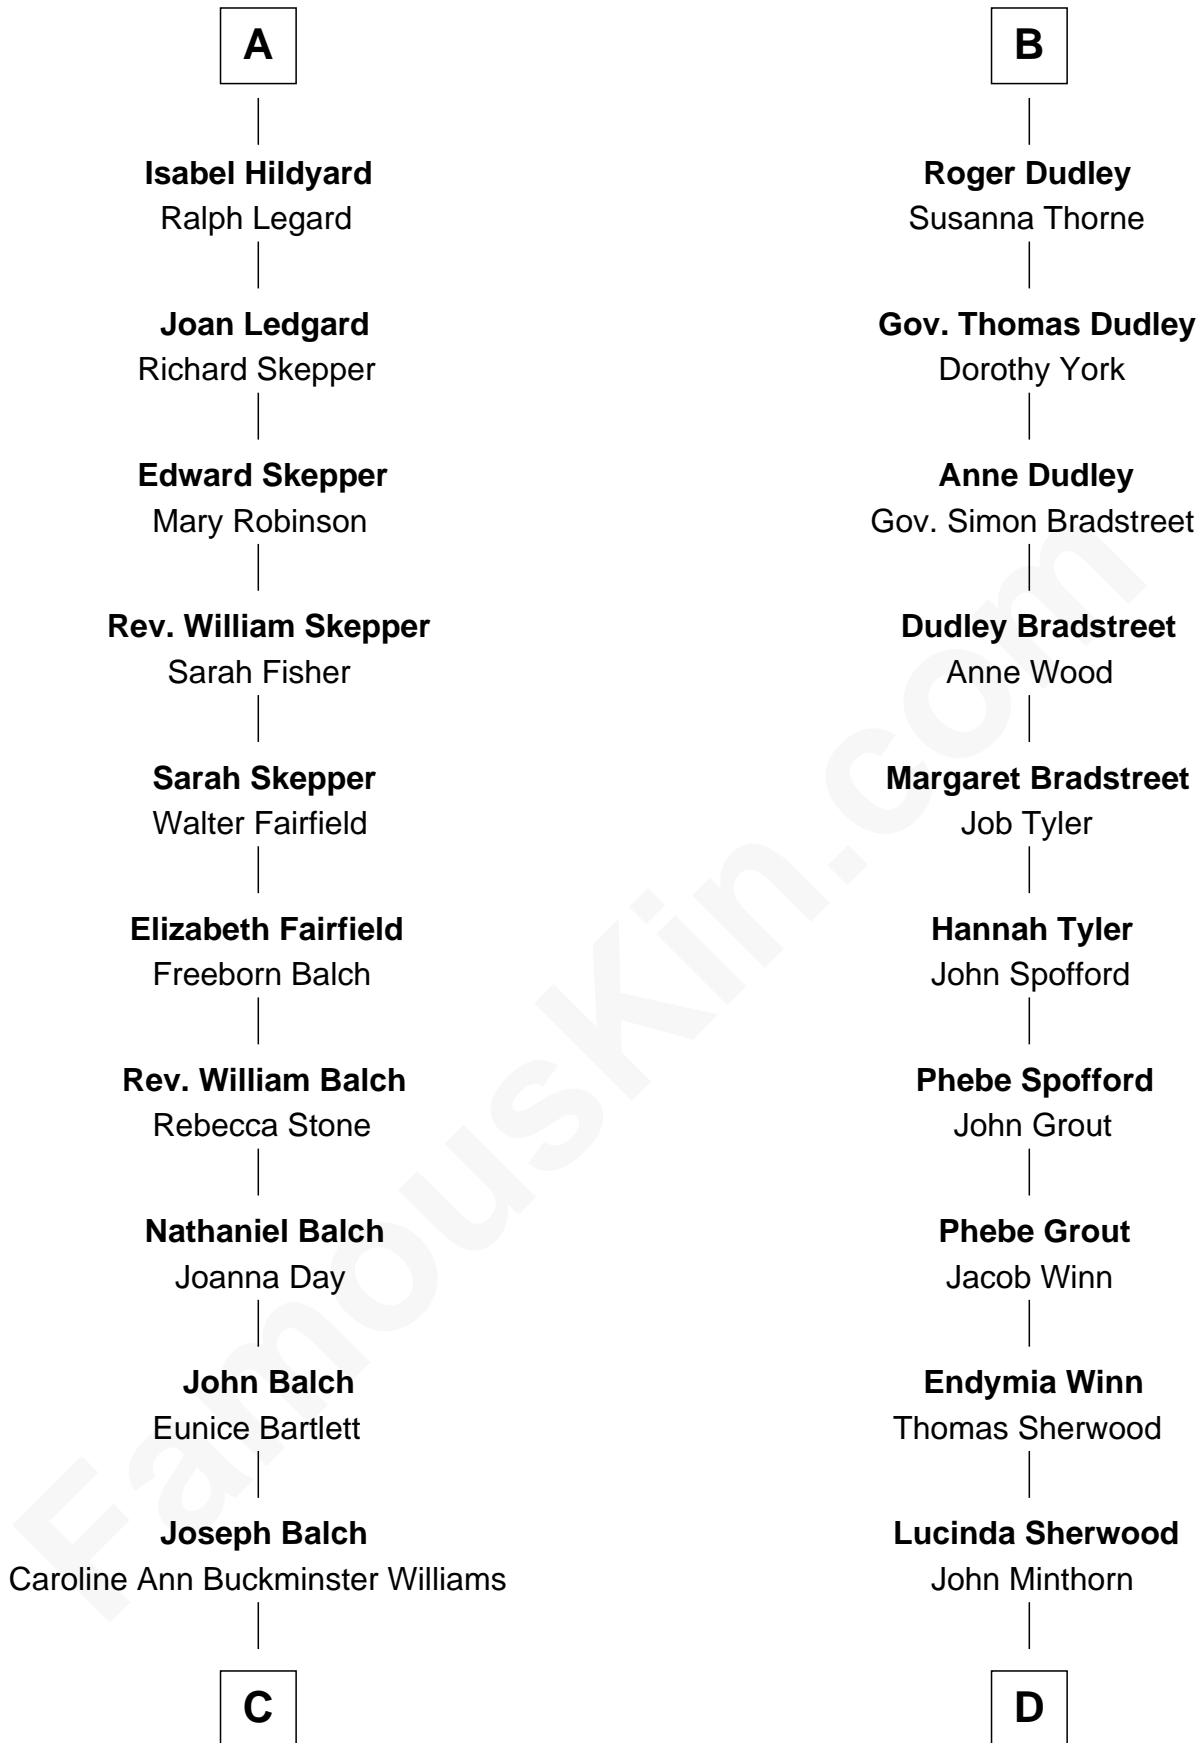 A
Isabel Hildyard
Ralph Legard
Joan Ledgard
Richard Skepper
Edward Skepper
Mary Robinson
Rev. William Skepper
Sarah Fisher
Sarah Skepper
Walter Fairfield
Elizabeth Fairfield
Freeborn Balch
Rev. William Balch
Rebecca Stone
Nathaniel Balch
Joanna Day
John Balch
Eunice Bartlett
Joseph Balch
Caroline Ann Buckminster Williams
C
B
Roger Dudley
Susanna Thorne
Gov. Thomas Dudley
Dorothy York
Anne Dudley
Gov. Simon Bradstreet
Dudley Bradstreet
Anne Wood
Margaret Bradstreet
Job Tyler
Hannah Tyler
John Spofford
Phebe Spofford
John Grout
Phebe Grout
Jacob Winn
Endymia Winn
Thomas Sherwood
Lucinda Sherwood
John Minthorn
D
FamousKin.com